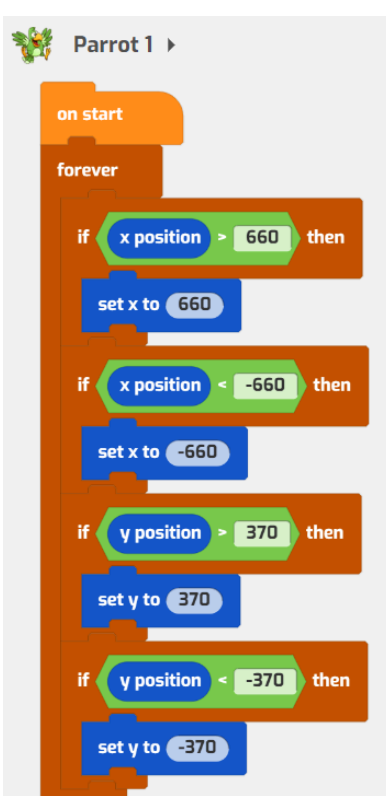 Parrot 1
on start
forever
if x position > 660 then
set x to 660
if x position < -660 then
set x to -660
if y position > 370 then
set y to 370
if y position < -370 then
set y to -370